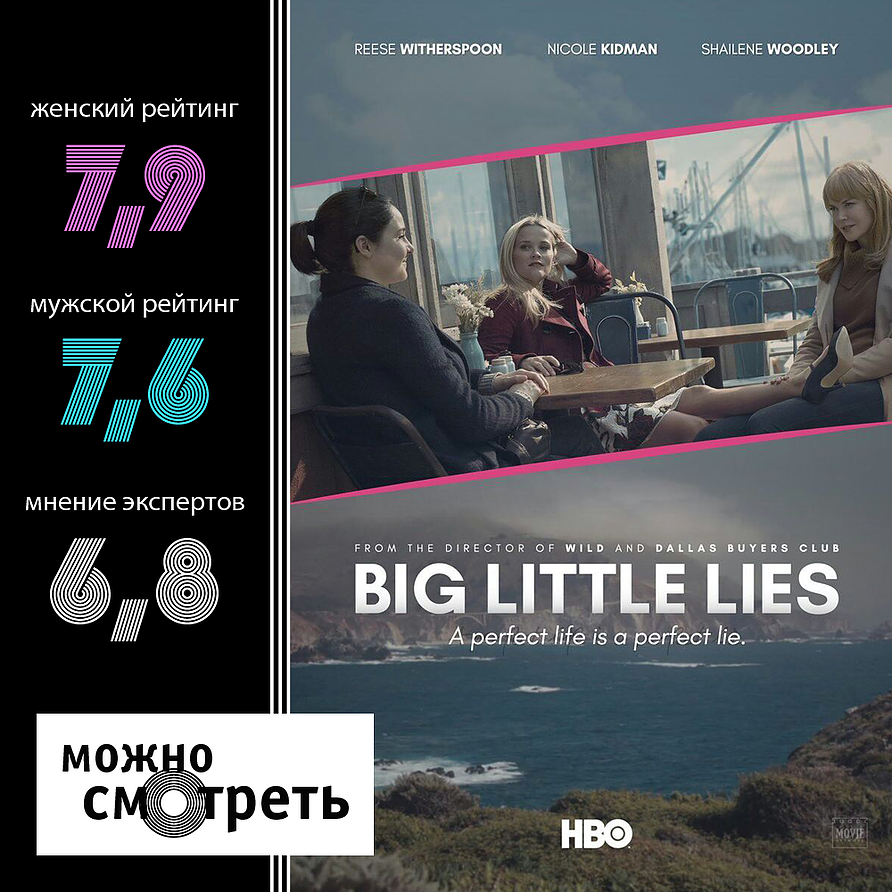 женский рейтинг
7,9
мужской рейтинг
7,6
мнение экспертов
6,8
можно
смотреть
REESE WITHERSPOON NICOLE KIDMAN SHAILENE WOODLEY
FROM THE DIRECTOR OF WILD AND DALLAS BUYERS CLUB
BIG LITTLE LIES
A perfect life is a perfect lie.
HBO
MOVIE